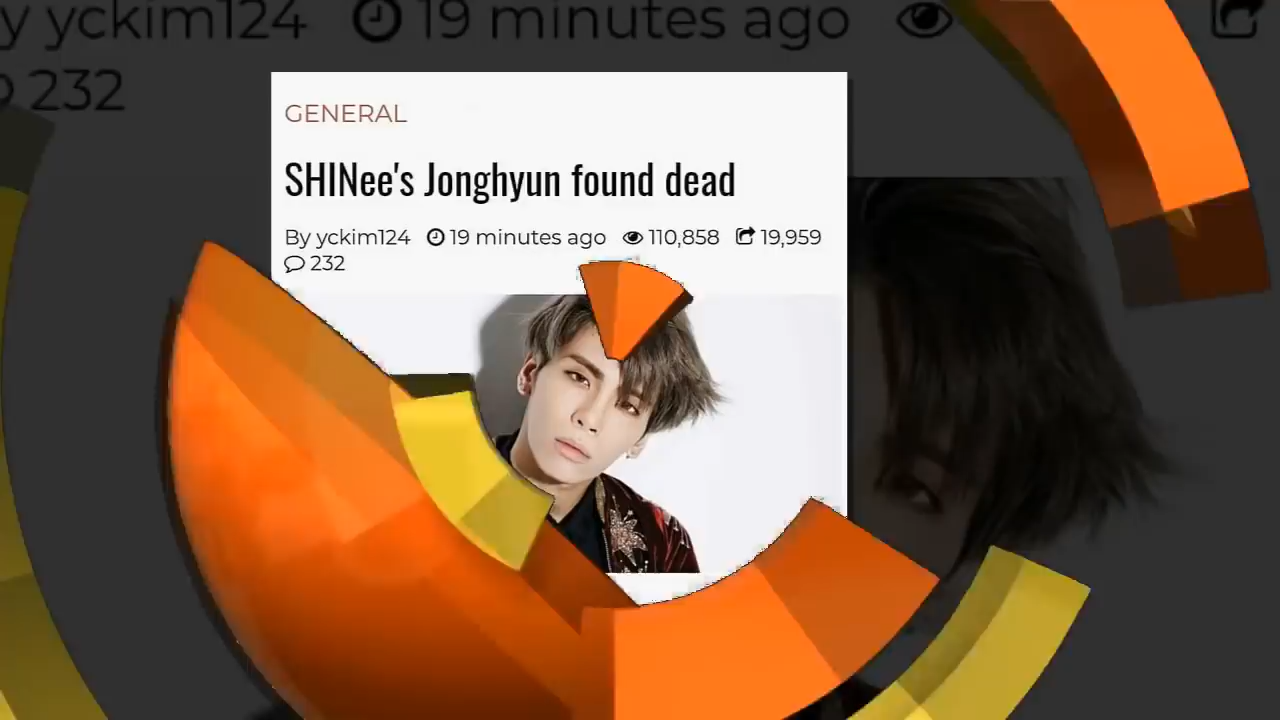 y yckim124 19 minutes ago
232
GENERAL
SHINee's Jonghyun found dead
By yckim124 19 minutes ago 110,858 19,959
232